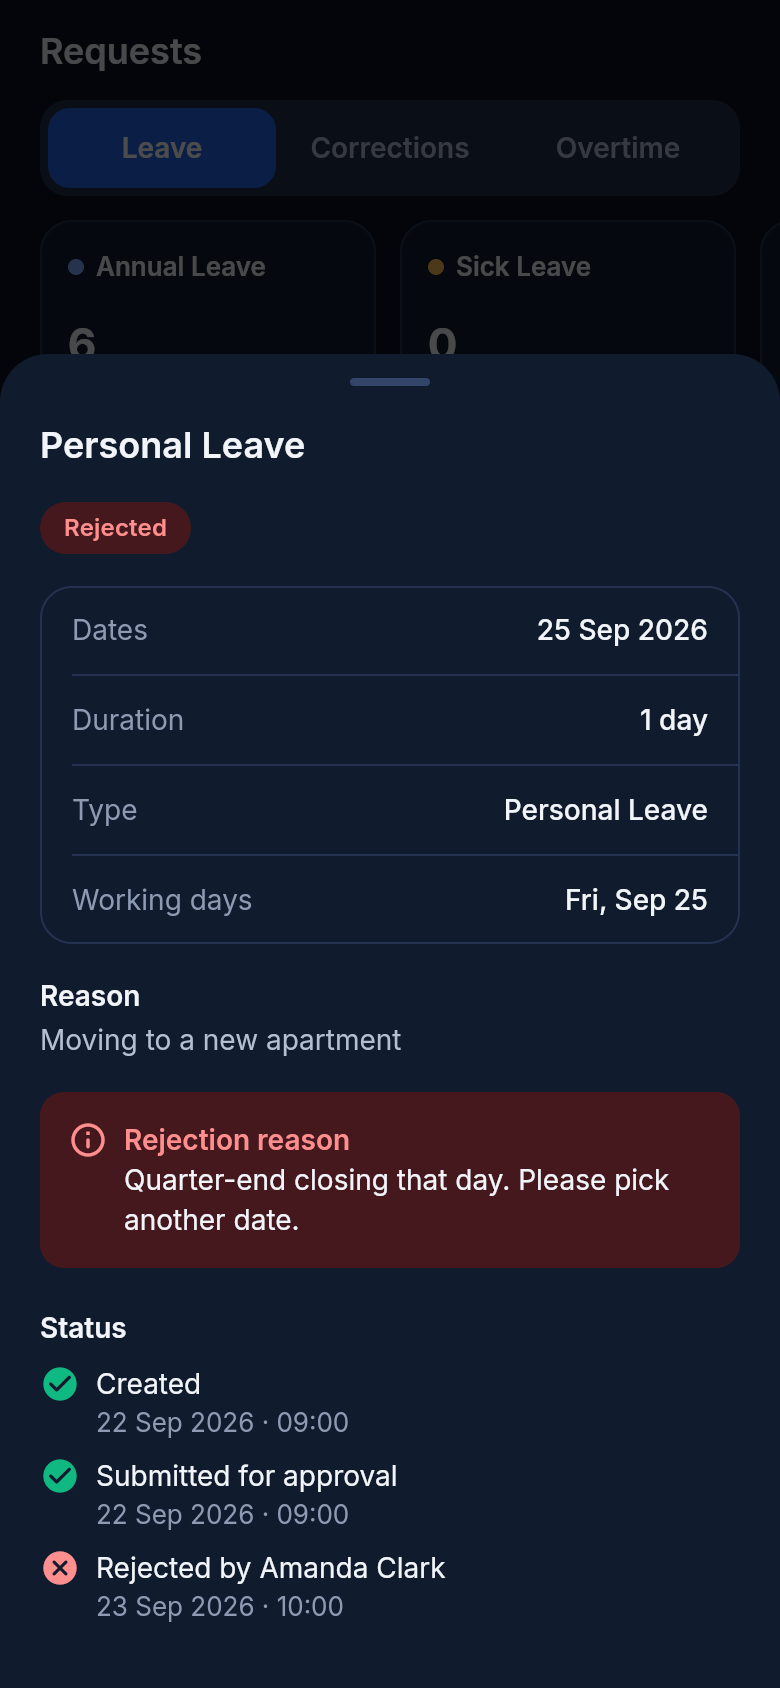 Requests
Leave
Corrections
Overtime
Annual Leave
Sick Leave
6
0
Personal Leave
Rejected
Dates
25 Sep 2026
Duration
1 day
Type
Personal Leave
Working days
Fri, Sep 25
Reason
Moving to a new apartment
Rejection reason
Quarter-end closing that day. Please pick
another date.
Status
Created
22 Sep 2026 · 09:00
Submitted for approval
22 Sep 2026 · 09:00
Rejected by Amanda Clark
23 Sep 2026 · 10:00